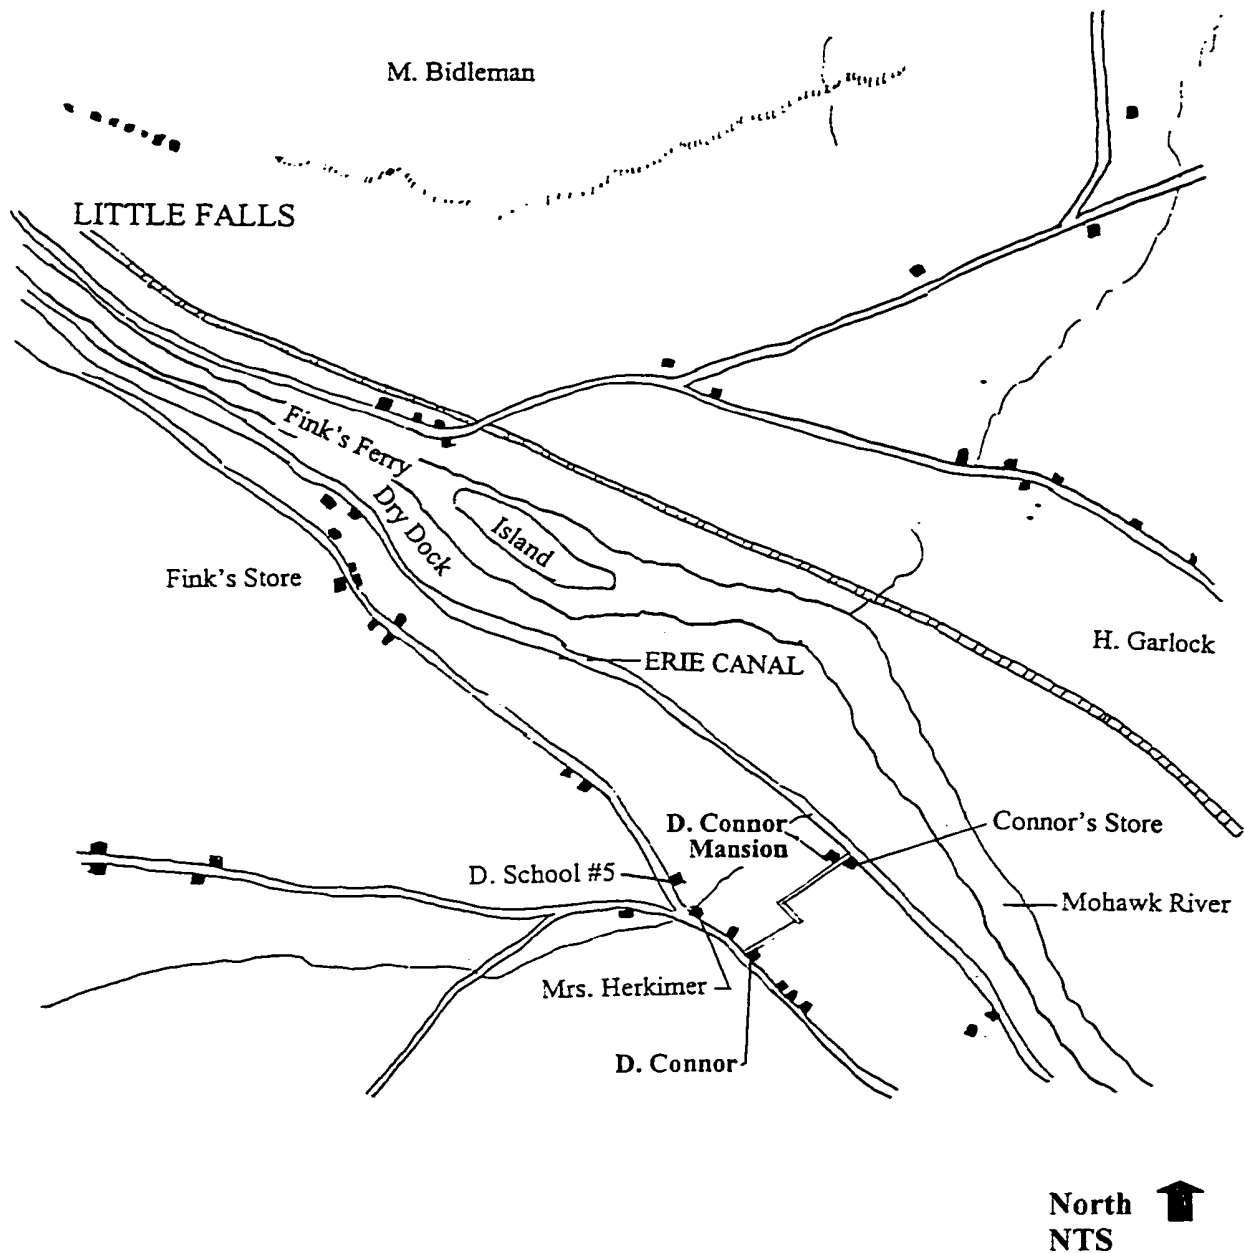 M. Bidleman
LITTLE FALLS
Fink's Ferry
Dry Dock
Island
Fink's Store
H. Garlock
ERIE CANAL
D. Connor
Mansion
Connor's Store
D. School #5
Mohawk River
Mrs. Herkimer
D. Connor
North
NTS